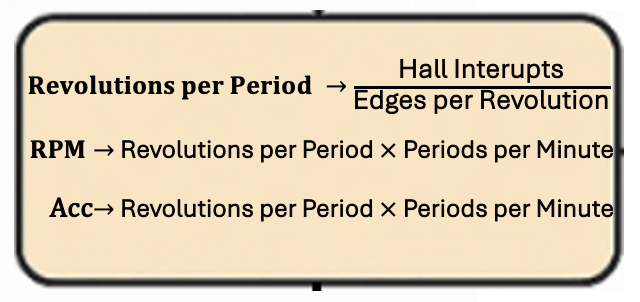 Revolutions per Period → Hall Interupts
Edges per Revolution
RPM → Revolutions per Period × Periods per Minute
Acc→ Revolutions per Period × Periods per Minute